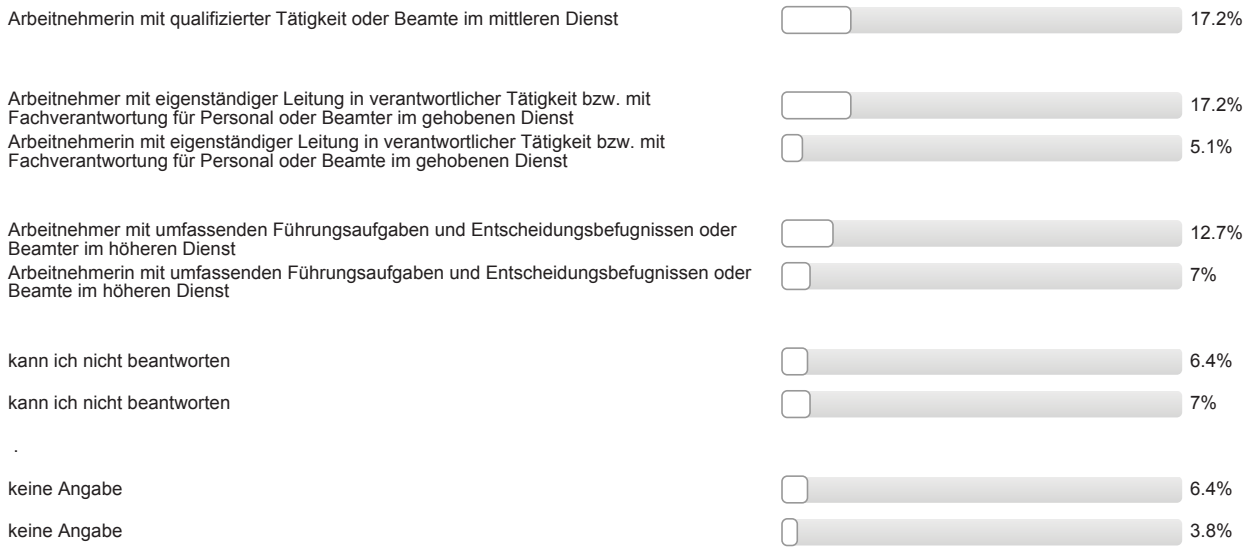 Arbeitnehmerin mit qualifizierter Tätigkeit oder Beamte im mittleren Dienst 17.2%
Arbeitnehmer mit eigenständiger Leitung in verantwortlicher Tätigkeit bzw. mit
Fachverantwortung für Personal oder Beamter im gehobenen Dienst 17.2%
Arbeitnehmerin mit eigenständiger Leitung in verantwortlicher Tätigkeit bzw. mit
Fachverantwortung für Personal oder Beamte im gehobenen Dienst 5.1%
Arbeitnehmer mit umfassenden Führungsaufgaben und Entscheidungsbefugnissen oder
Beamter im höheren Dienst 12.7%
Arbeitnehmerin mit umfassenden Führungsaufgaben und Entscheidungsbefugnissen oder
Beamte im höheren Dienst 7%
kann ich nicht beantworten 6.4%
kann ich nicht beantworten 7%
.
keine Angabe 6.4%
keine Angabe 3.8%